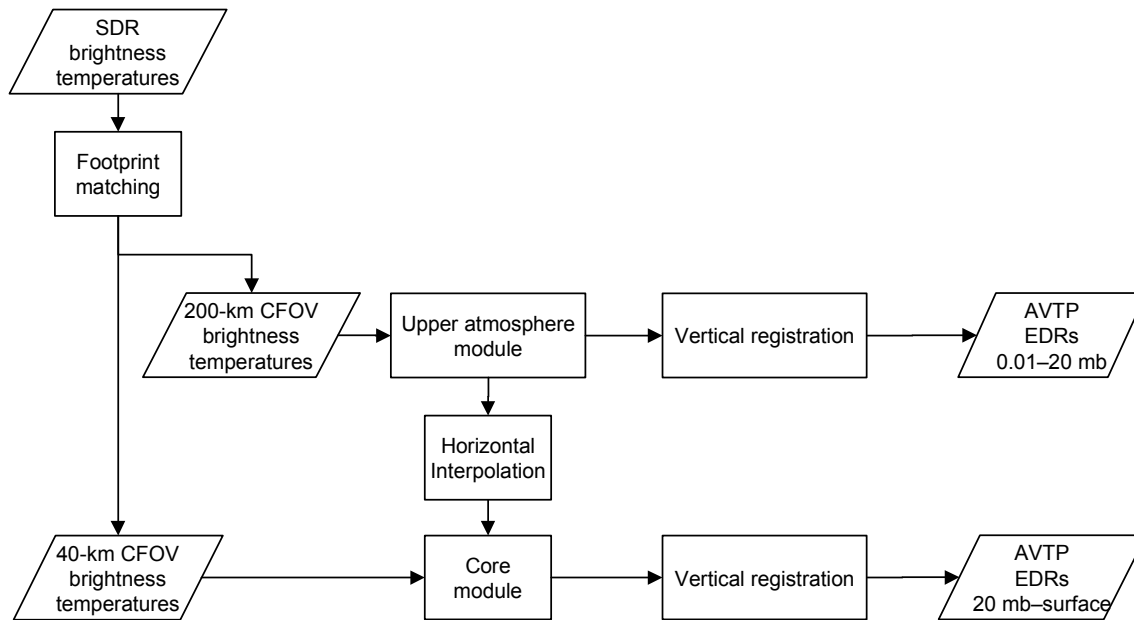 SDR
brightness
temperatures
Footprint
matching
200-km CFOV
brightness
temperatures
Upper atmosphere
module
Vertical registration
AVTP
EDRs
0.01–20 mb
Horizontal
Interpolation
40-km CFOV
brightness
temperatures
Core
module
Vertical registration
AVTP
EDRs
20 mb–surface